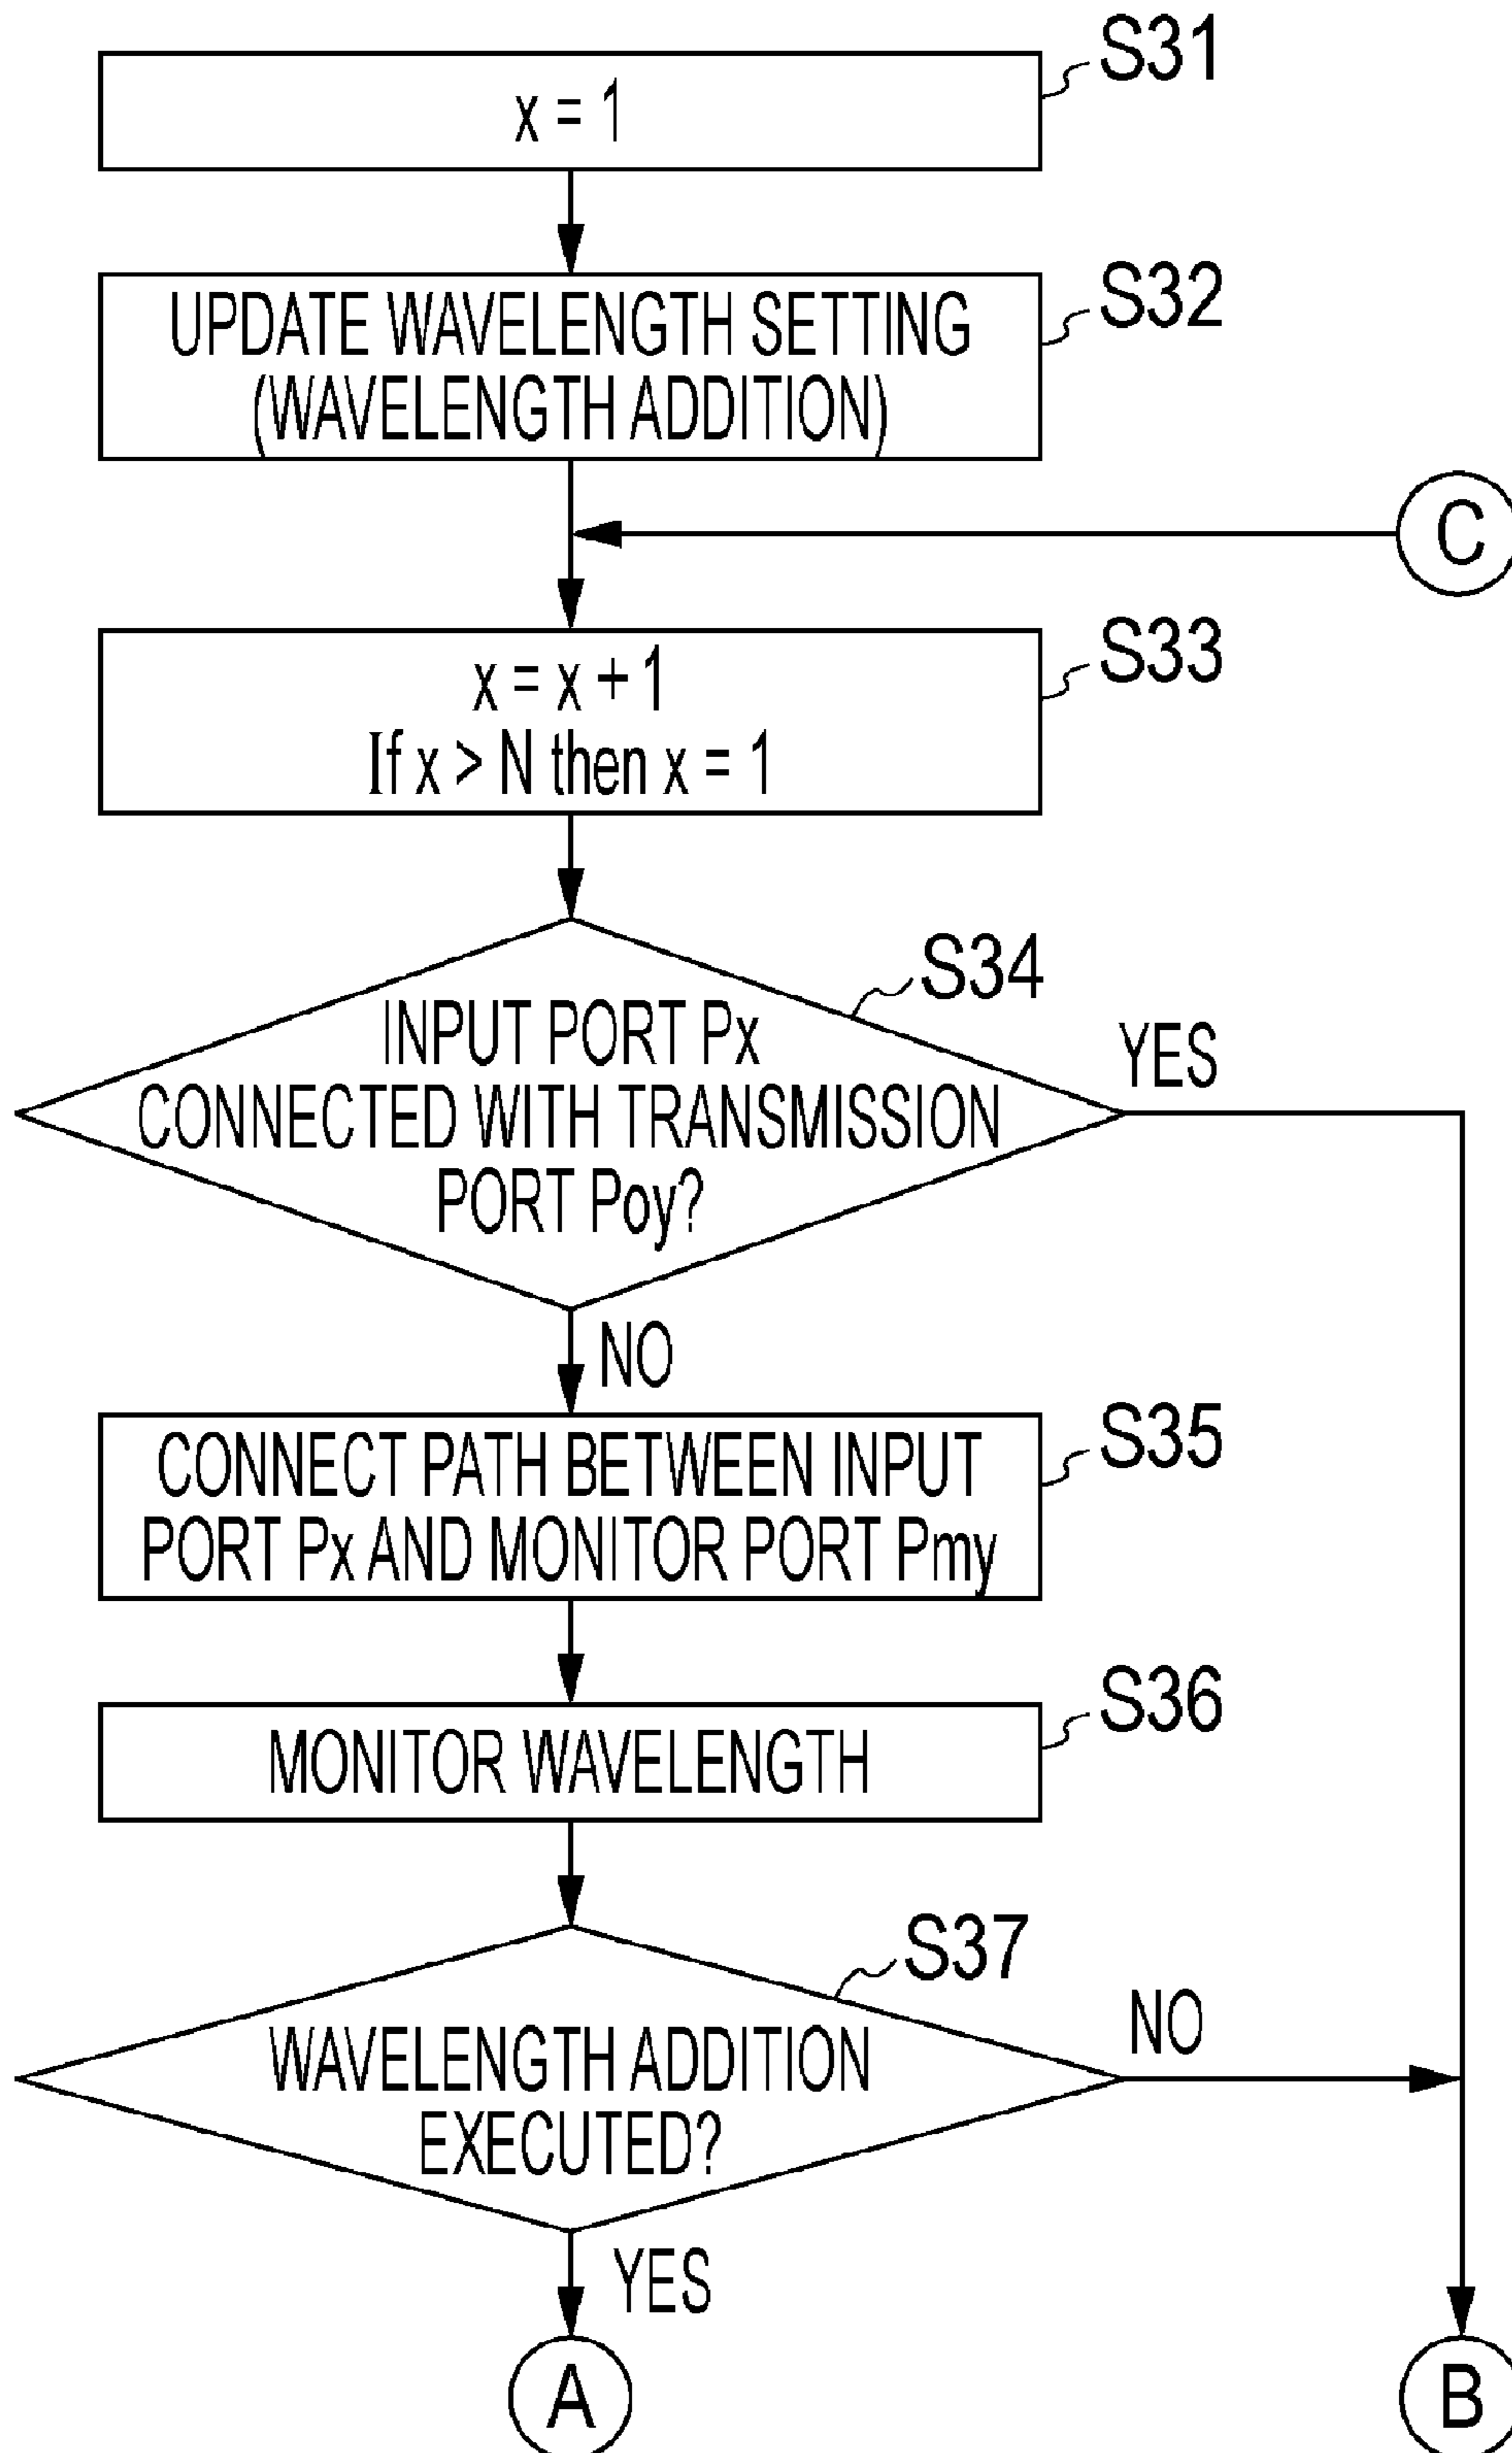 S31
x = 1
S32
UPDATE WAVELENGTH SETTING
(WAVELENGTH ADDITION)
C
S33
x = x + 1
If x > N then x = 1
S34
INPUT PORT Px
CONNECTED WITH TRANSMISSION
PORT Poy?
YES
NO
S35
CONNECT PATH BETWEEN INPUT
PORT Px AND MONITOR PORT Pmy
S36
MONITOR WAVELENGTH
S37
WAVELENGTH ADDITION
EXECUTED?
NO
YES
A
B